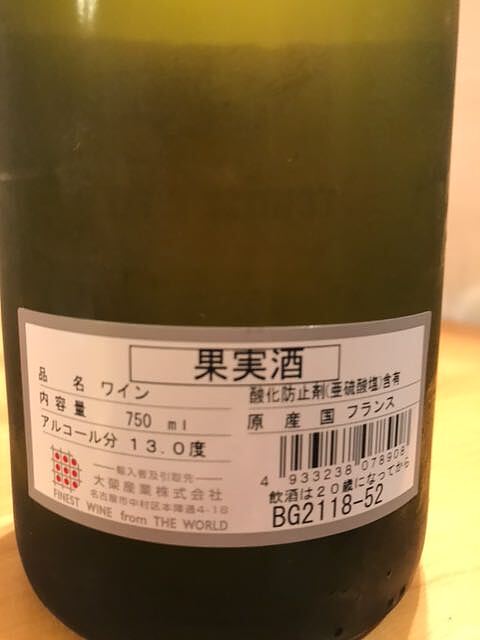 果実酒
品名 ワイン
内容量 750 ml
アルコール分 13.0度
酸化防止剤(亜硫酸塩)含有
原産国 フランス
輸入者及引取先
大榮産業株式会社
名古屋市中村区本陣通4-18
FINEST WINE from THE WORLD
4 933238 078908
飲酒は20歳になってから
BG2118-52